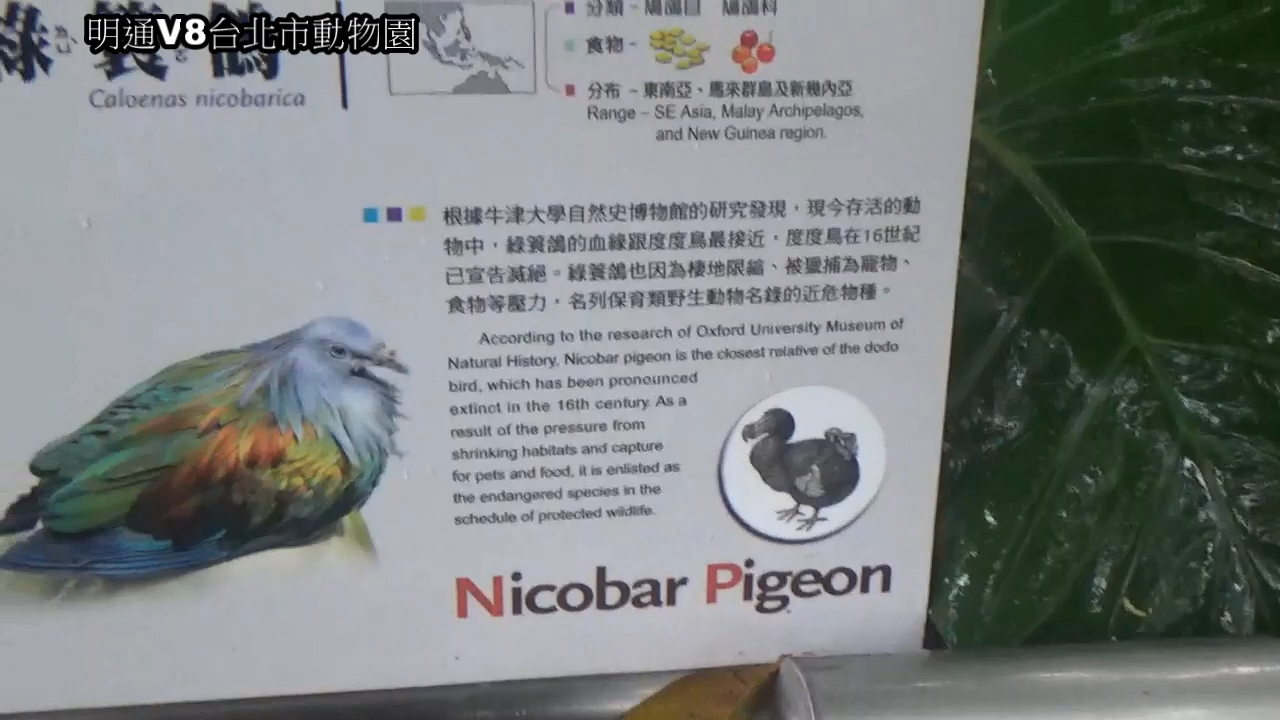 明通V8台北市動物園
綠蓑鴿
Caloenas nicobarica
分類 - 鳩鴿目 鳩鴿科
食物 -
分布 - 東南亞、馬來群島及新幾內亞
Range - SE Asia, Malay Archipelagos,
and New Guinea region.
根據牛津大學自然史博物館的研究發現，現今存活的動
物中，綠蓑鴿的血緣跟度度鳥最接近，度度鳥在16世紀
已宣告滅絕。綠蓑鴿也因為棲地限縮、被獵捕為寵物、
食物等壓力，名列保育類野生動物名錄的近危物種。
According to the research of Oxford University Museum of
Natural History, Nicobar pigeon is the closest relative of the dodo
bird, which has been pronounced
extinct in the 16th century. As a
result of the pressure from
shrinking habitats and capture
for pets and food, it is enlisted as
the endangered species in the
schedule of protected wildlife.
Nicobar Pigeon